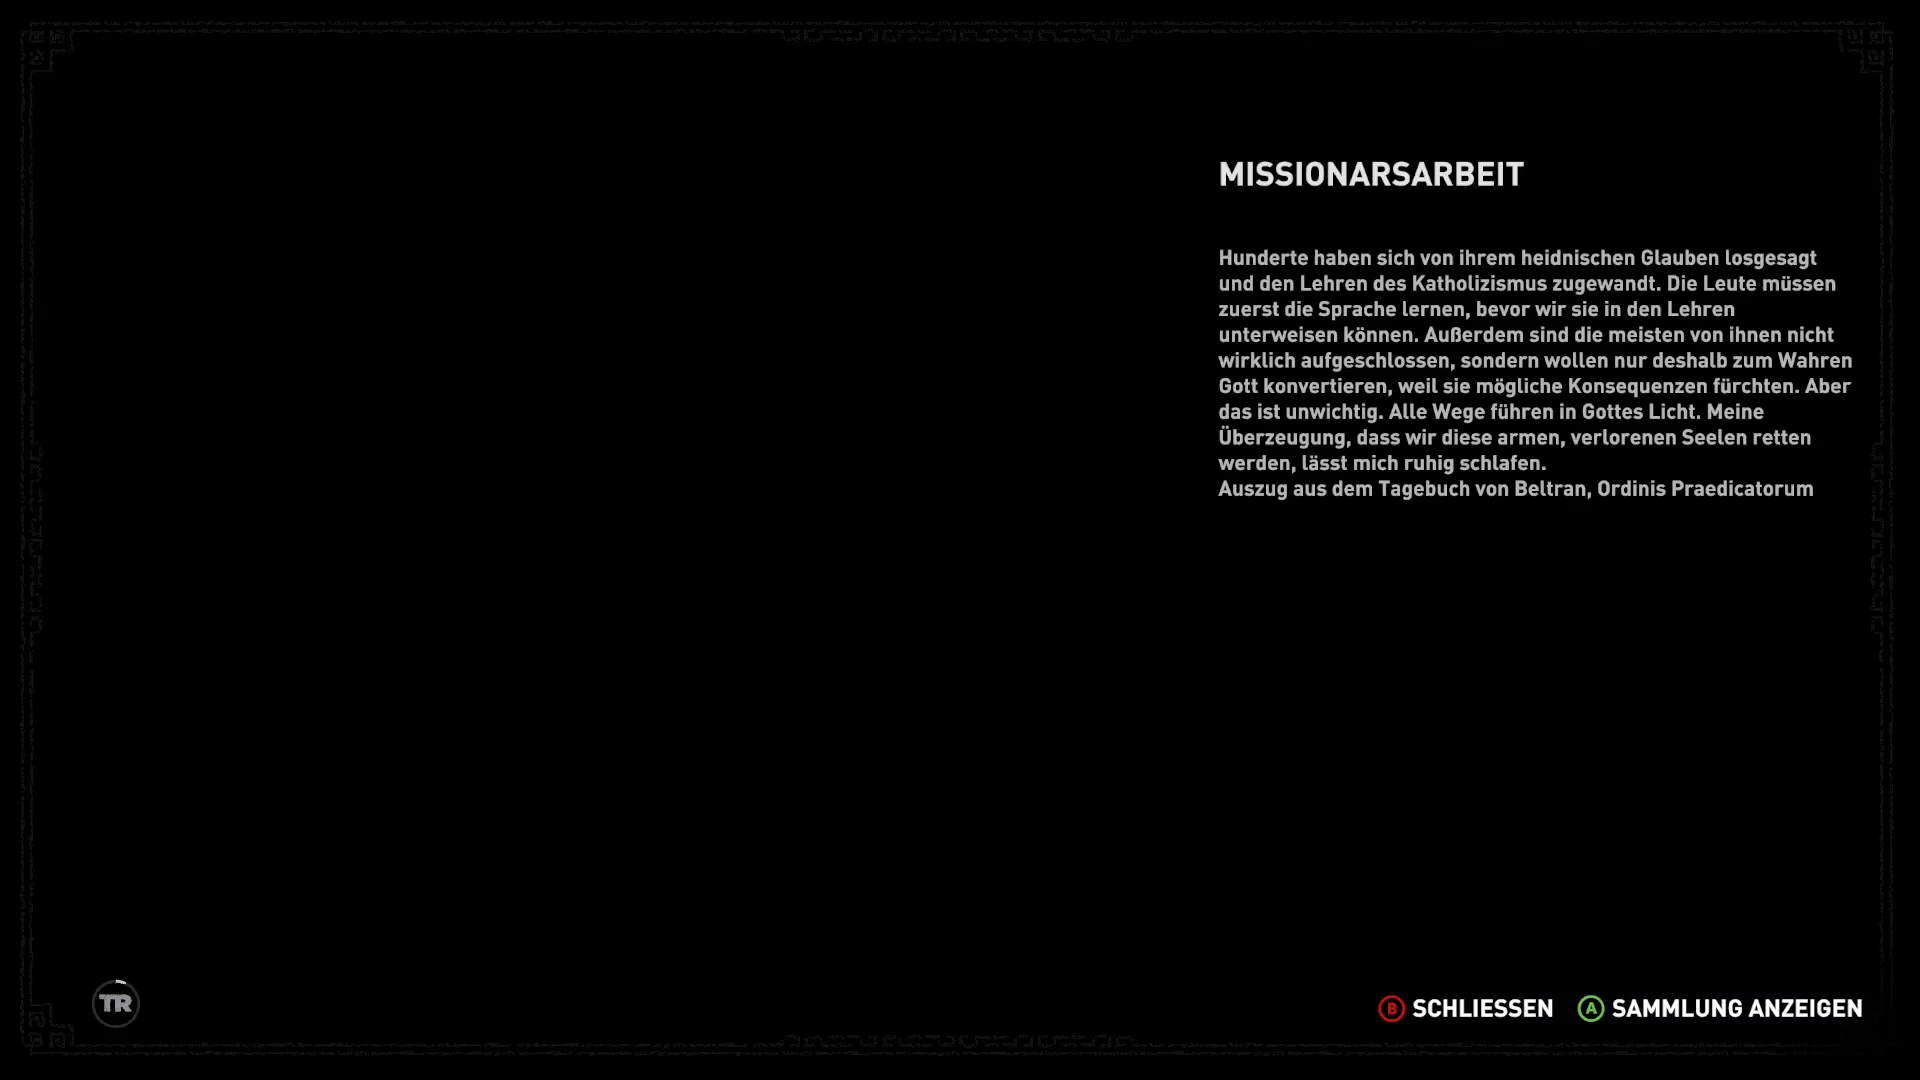 MISSIONARSARBEIT
Hunderte haben sich von ihrem heidnischen Glauben losgesagt
und den Lehren des Katholizismus zugewandt. Die Leute müssen
zuerst die Sprache lernen, bevor wir sie in den Lehren
unterweisen können. Außerdem sind die meisten von ihnen nicht
wirklich aufgeschlossen, sondern wollen nur deshalb zum Wahren
Gott konvertieren, weil sie mögliche Konsequenzen fürchten. Aber
das ist unwichtig. Alle Wege führen in Gottes Licht. Meine
Überzeugung, dass wir diese armen, verlorenen Seelen retten
werden, lässt mich ruhig schlafen.
Auszug aus dem Tagebuch von Beltran, Ordinis Praedicatorum
TR
B SCHLIESSEN A SAMMLUNG ANZEIGEN